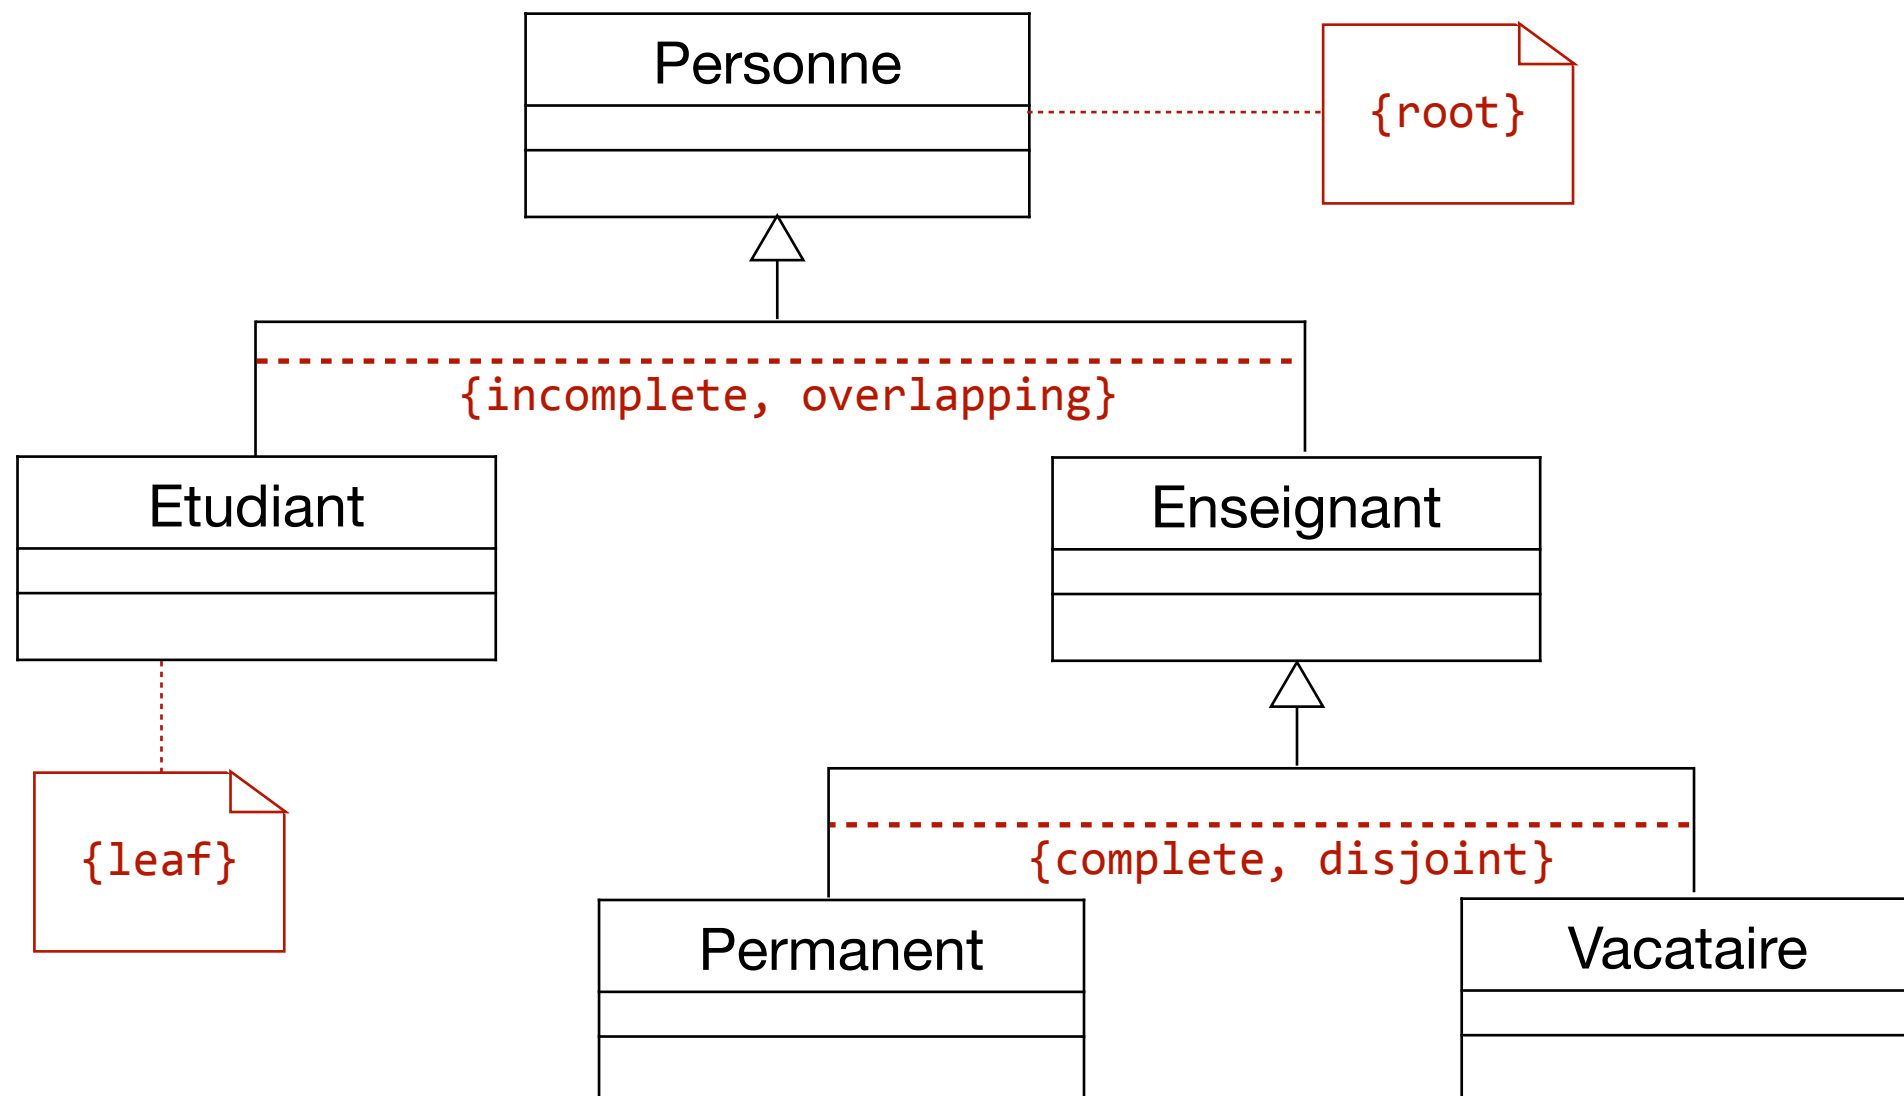 Personne
{root}
{incomplete, overlapping}
Etudiant
Enseignant
{leaf}
{complete, disjoint}
Permanent
Vacataire